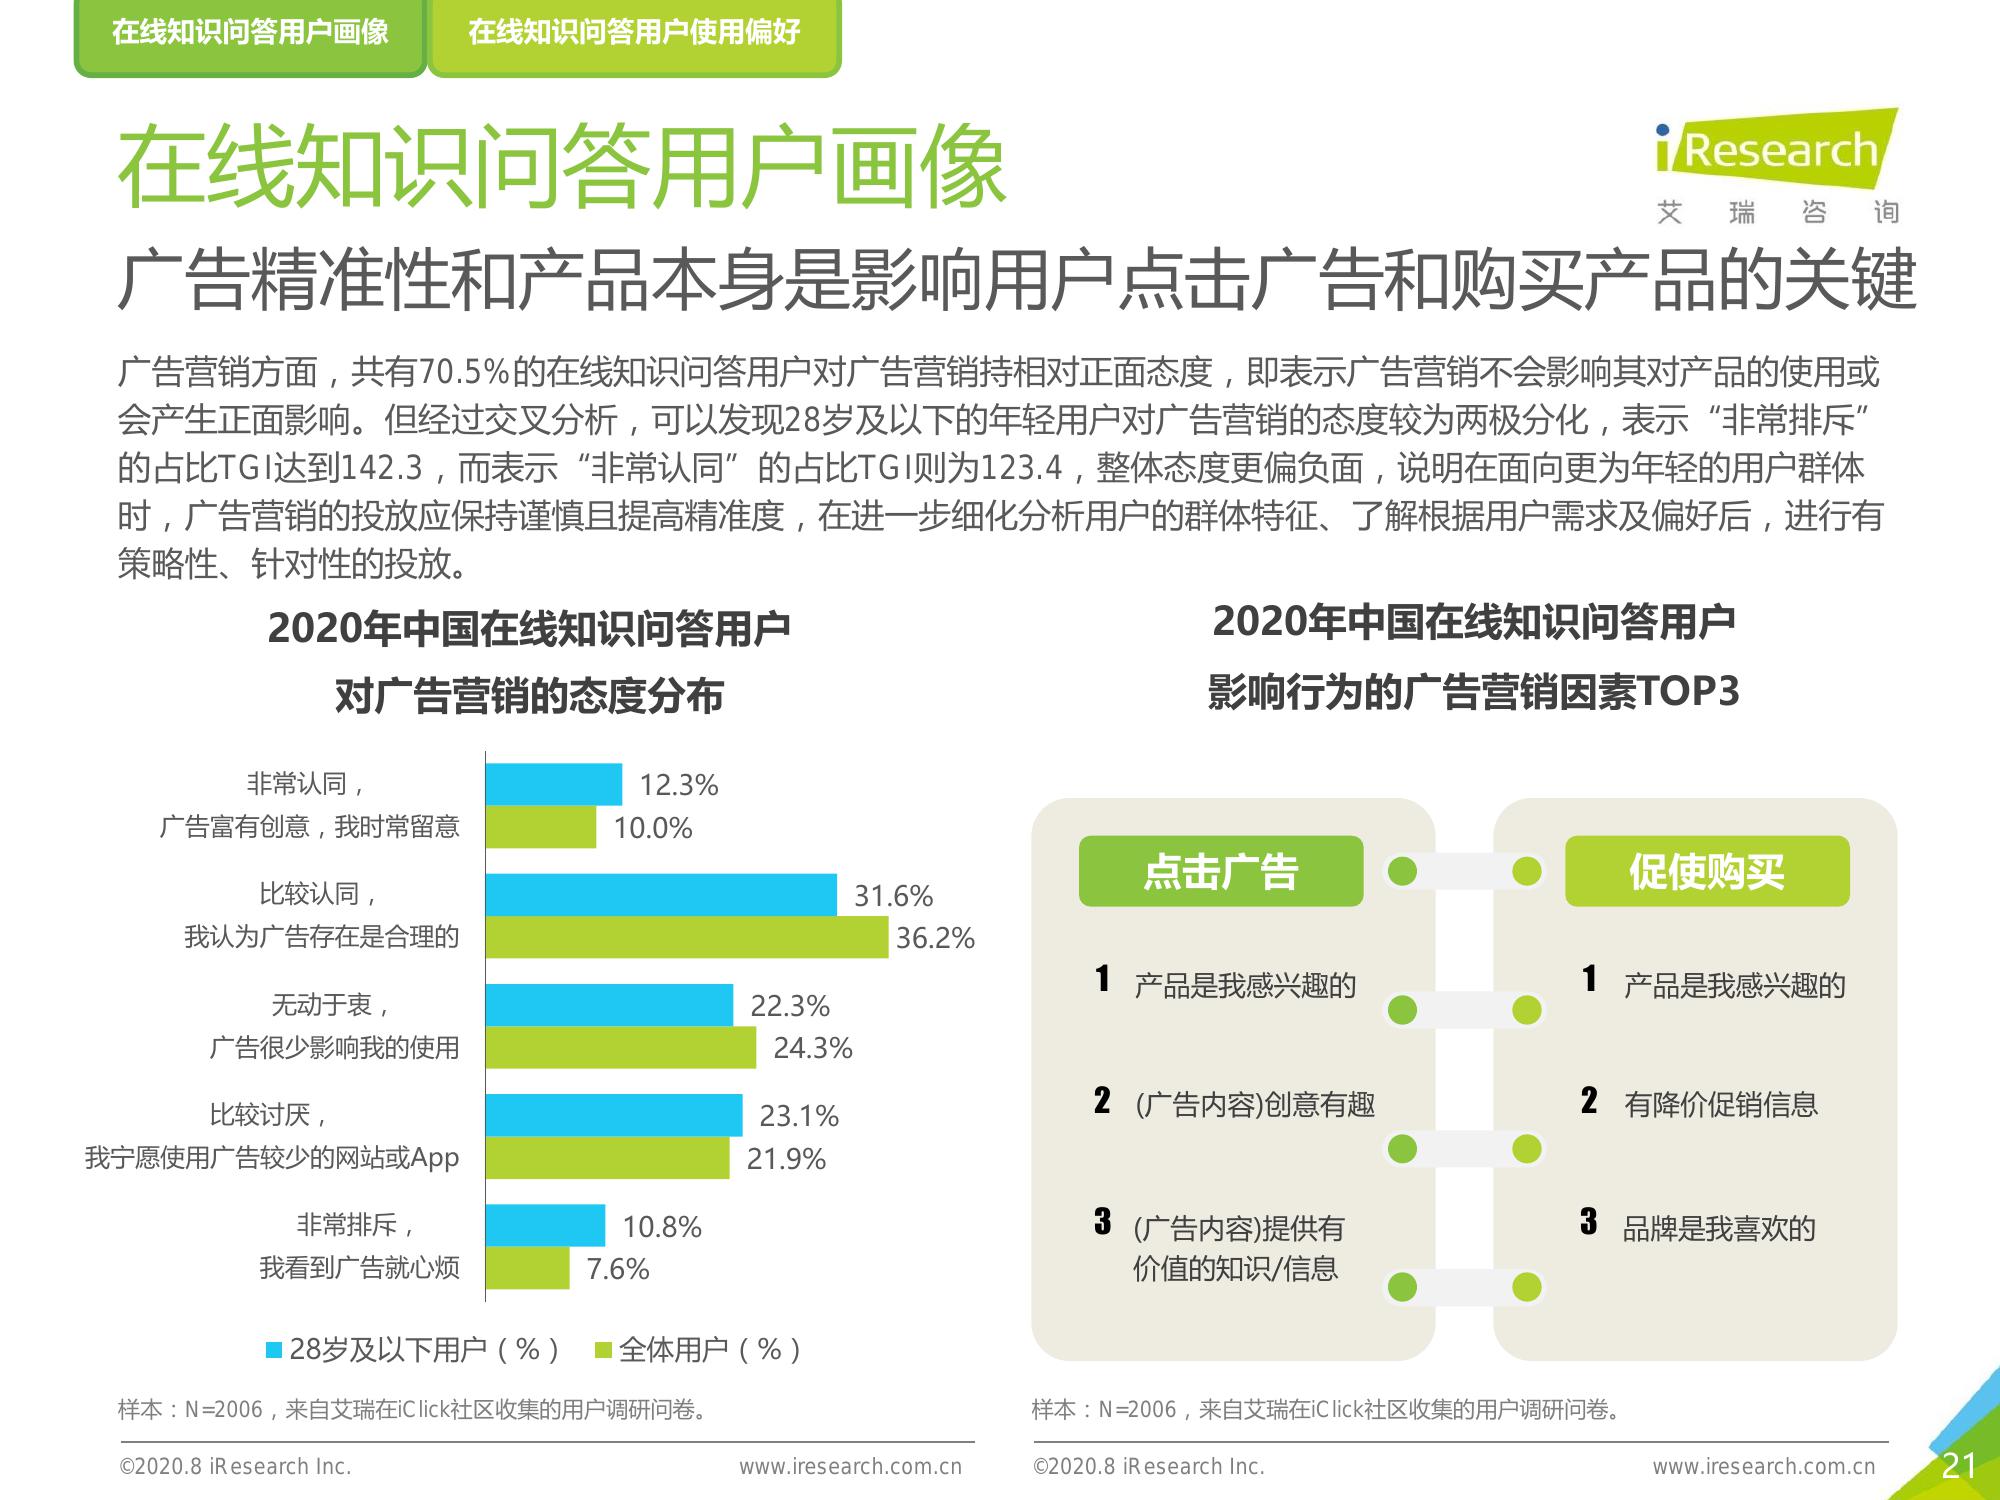 在线知识问答用户画像
在线知识问答用户使用偏好
在线知识问答用户画像
iResearch
艾瑞咨询
广告精准性和产品本身是影响用户点击广告和购买产品的关键
广告营销方面，共有70.5%的在线知识问答用户对广告营销持相对正面态度，即表示广告营销不会影响其对产品的使用或
会产生正面影响。但经过交叉分析，可以发现28岁及以下的年轻用户对广告营销的态度较为两极分化，表示“非常排斥”
的占比TGI达到142.3，而表示“非常认同”的占比TGI则为123.4，整体态度更偏负面，说明在面向更为年轻的用户群体
时，广告营销的投放应保持谨慎且提高精准度，在进一步细化分析用户的群体特征、了解根据用户需求及偏好后，进行有
策略性、针对性的投放。
2020年中国在线知识问答用户
对广告营销的态度分布
非常认同，
广告富有创意，我时常留意
12.3%
10.0%
比较认同，
我认为广告存在是合理的
31.6%
36.2%
无动于衷，
广告很少影响我的使用
22.3%
24.3%
比较讨厌，
我宁愿使用广告较少的网站或App
23.1%
21.9%
非常排斥，
我看到广告就心烦
10.8%
7.6%
28岁及以下用户（%）
全体用户（%）
样本：N=2006，来自艾瑞在iClick社区收集的用户调研问卷。
©2020.8 iResearch Inc.
www.iresearch.com.cn
2020年中国在线知识问答用户
影响行为的广告营销因素TOP3
点击广告
1 产品是我感兴趣的
2 (广告内容)创意有趣
3 (广告内容)提供有
价值的知识/信息
促使购买
1 产品是我感兴趣的
2 有降价促销信息
3 品牌是我喜欢的
样本：N=2006，来自艾瑞在iClick社区收集的用户调研问卷。
©2020.8 iResearch Inc.
www.iresearch.com.cn
21